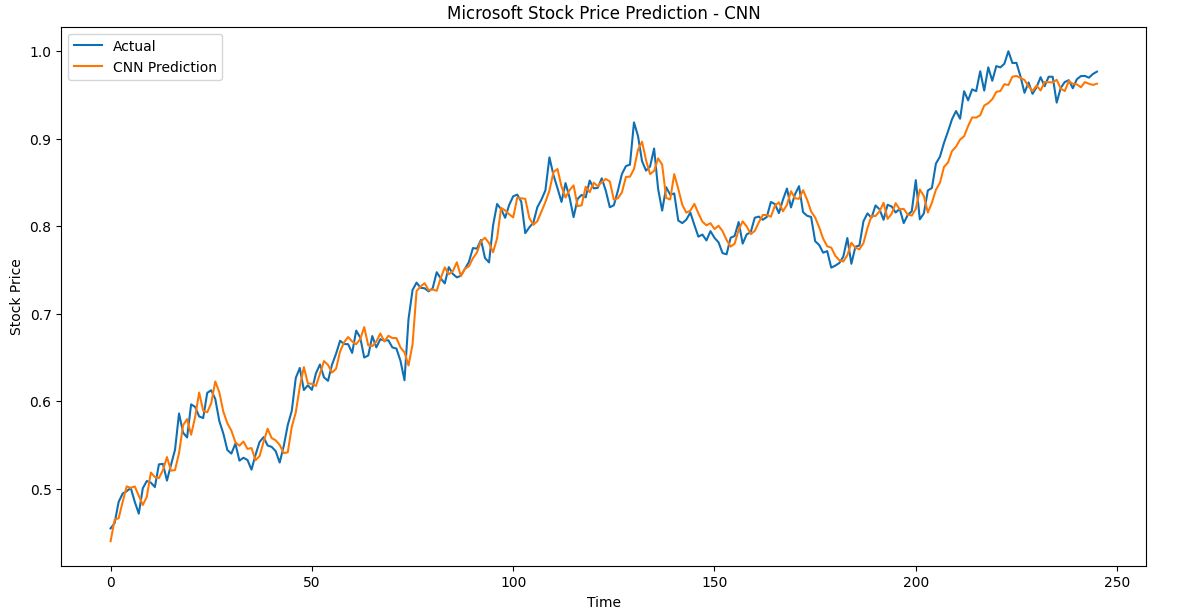 Microsoft Stock Price Prediction - CNN
Actual
CNN Prediction
Stock Price
1.0
0.9
0.8
0.7
0.6
0.5
0
50
100
150
200
250
Time